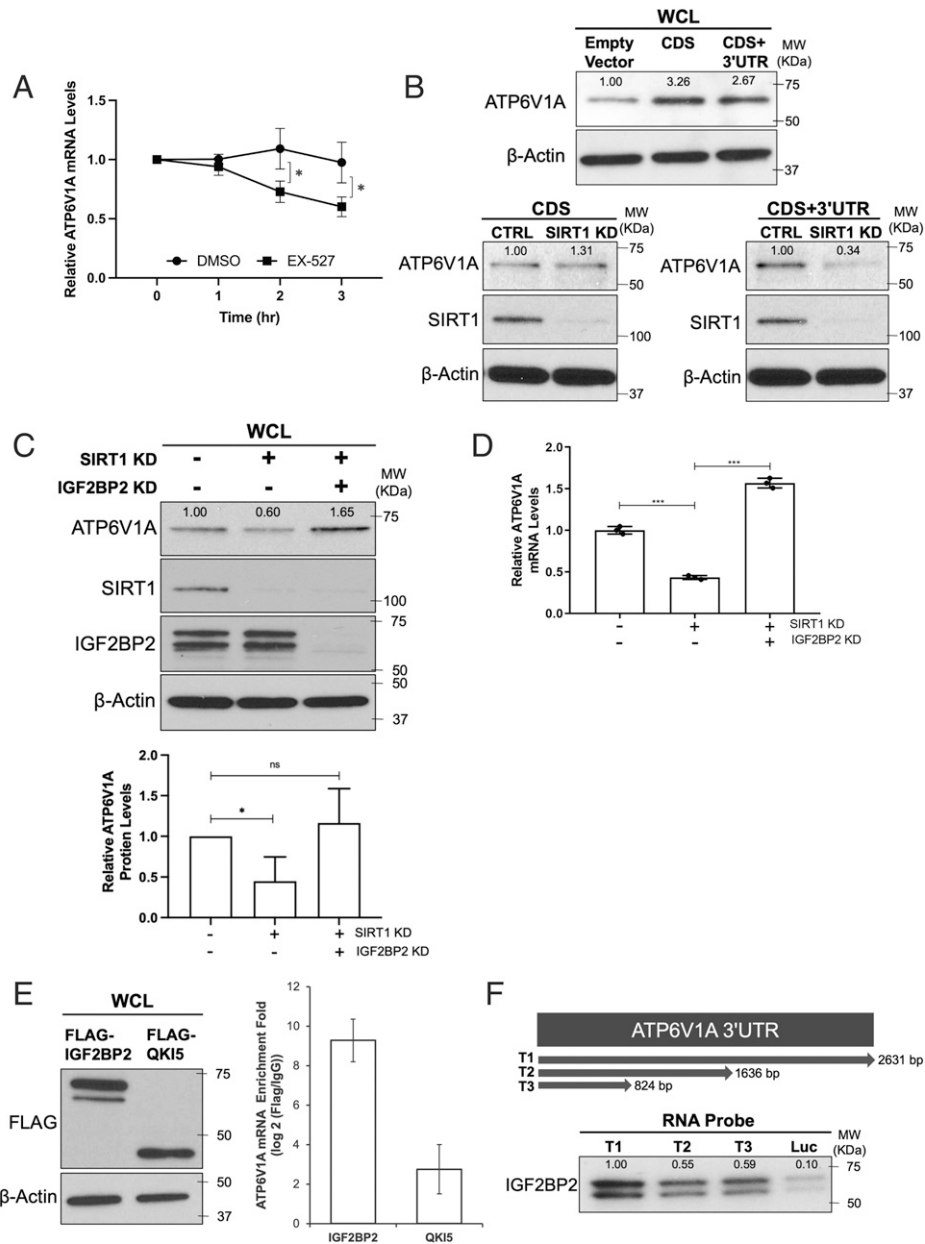 A
Relative ATP6V1A mRNA Levels
1.5
1.0
0.5
0.0
*
*
DMSO
EX-527
0 1 2 3
Time (hr)
B
WCL
Empty Vector
CDS
CDS+ 3'UTR
MW (KDa)
1.00 3.26 2.67
ATP6V1A
75
50
β-Actin
37
CDS
CTRL SIRT1 KD
MW (KDa)
1.00 1.31
ATP6V1A
75
50
SIRT1
100
β-Actin
37
CDS+3'UTR
CTRL SIRT1 KD
MW (KDa)
1.00 0.34
ATP6V1A
75
50
SIRT1
100
β-Actin
37
C
WCL
SIRT1 KD - + +
IGF2BP2 KD - - +
MW (KDa)
1.00 0.60 1.65
ATP6V1A
75
SIRT1
100
IGF2BP2
75
50
β-Actin
50
37
Relative ATP6V1A
Protien Levels
2.0
1.5
1.0
0.5
0.0
ns
*
- + + SIRT1 KD
- - + IGF2BP2 KD
D
Relative ATP6V1A
mRNA Levels
2.0
1.5
1.0
0.5
0.0
***
***
- + + SIRT1 KD
- - + IGF2BP2 KD
E
WCL
FLAG-IGF2BP2
FLAG-QKI5
FLAG
75
50
β-Actin
50
37
ATP6V1A mRNA Enrichment Fold
(log 2 (Flag/IgG))
12
10
8
6
4
2
0
IGF2BP2 QKI5
F
ATP6V1A 3'UTR
T1 2631 bp
T2 1636 bp
T3 824 bp
RNA Probe
T1 T2 T3 Luc
MW (KDa)
1.00 0.55 0.59 0.10
IGF2BP2
75
50